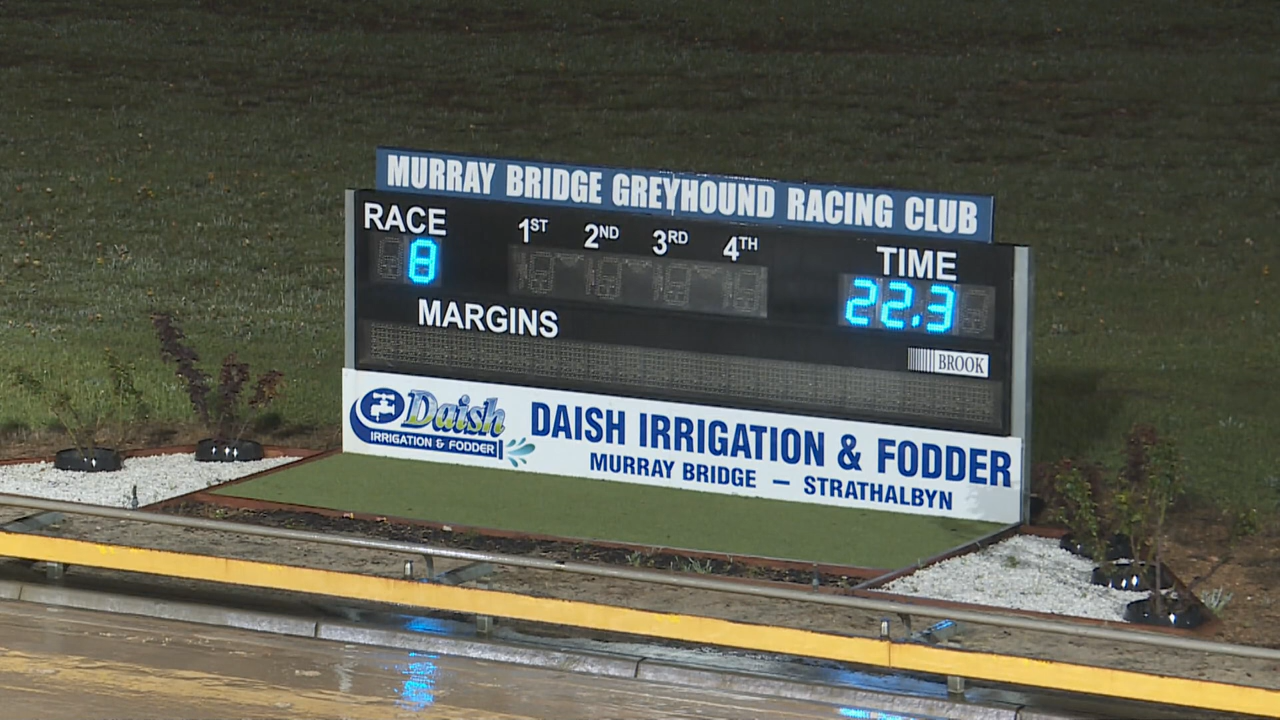 MURRAY BRIDGE GREYHOUND RACING CLUB
RACE 1ST 2ND 3RD 4TH TIME
8 22.3
MARGINS
BROOK
Daish
IRRIGATION & FODDER
DAISH IRRIGATION & FODDER
MURRAY BRIDGE — STRATHALBYN